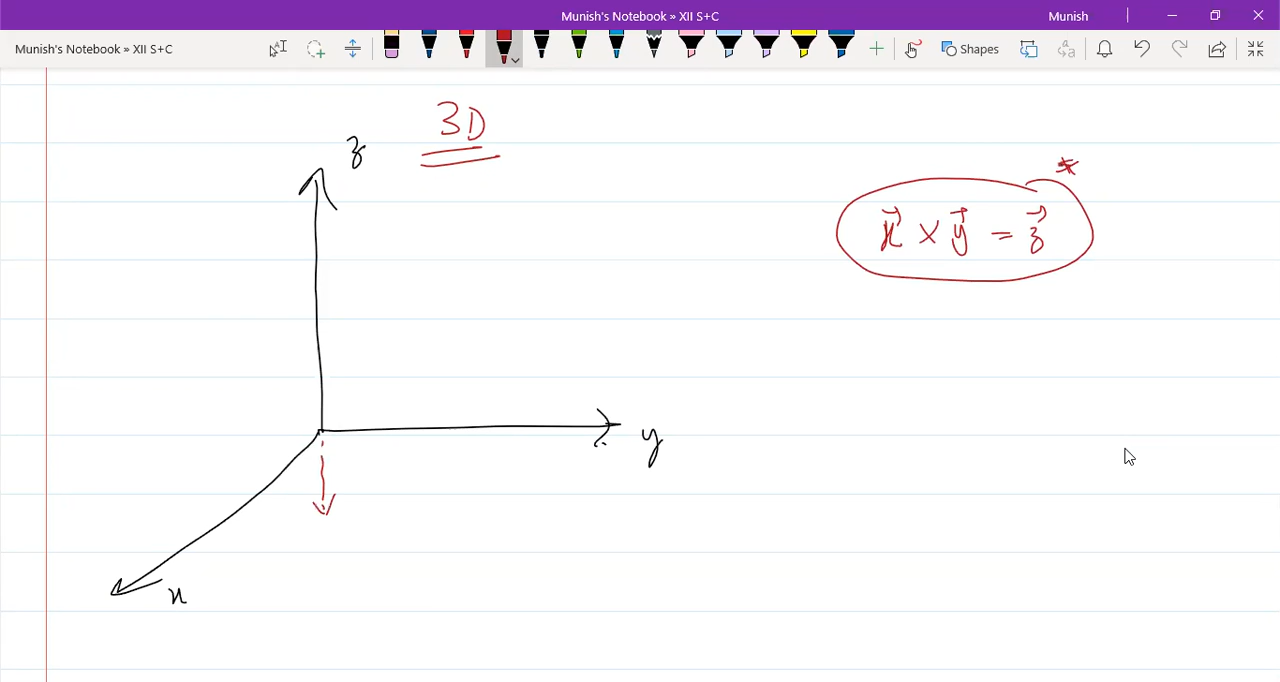 Munish's Notebook » XII S+C
Munish
Munish's Notebook » XII S+C
Shapes
3D
z
x⃗ × y⃗ = z⃗ *
y
x